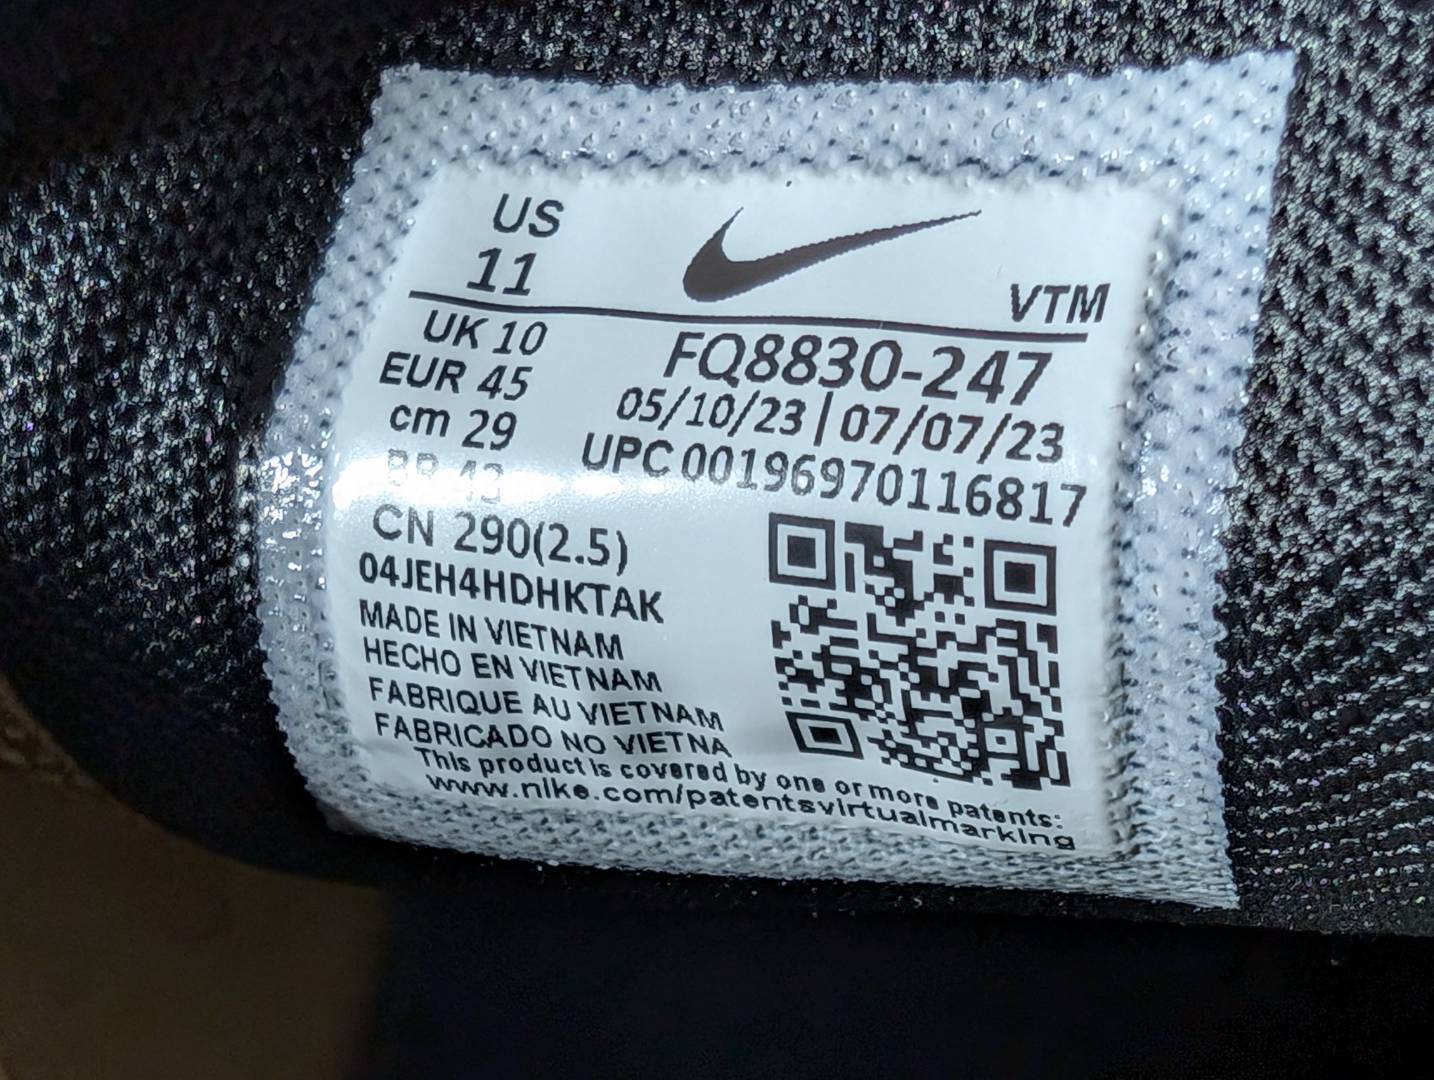 US
11
VTM
UK 10
EUR 45
cm 29
BR 43
CN 290(2.5)
04JEH4HDHKTAK
MADE IN VIETNAM
HECHO EN VIETNAM
FABRIQUE AU VIETNAM
FABRICADO NO VIETNA
FQ8830-247
05/10/23 | 07/07/23
UPC 00196970116817
This product is covered by one or more patents:
www.nike.com/patentsvirtualmarking